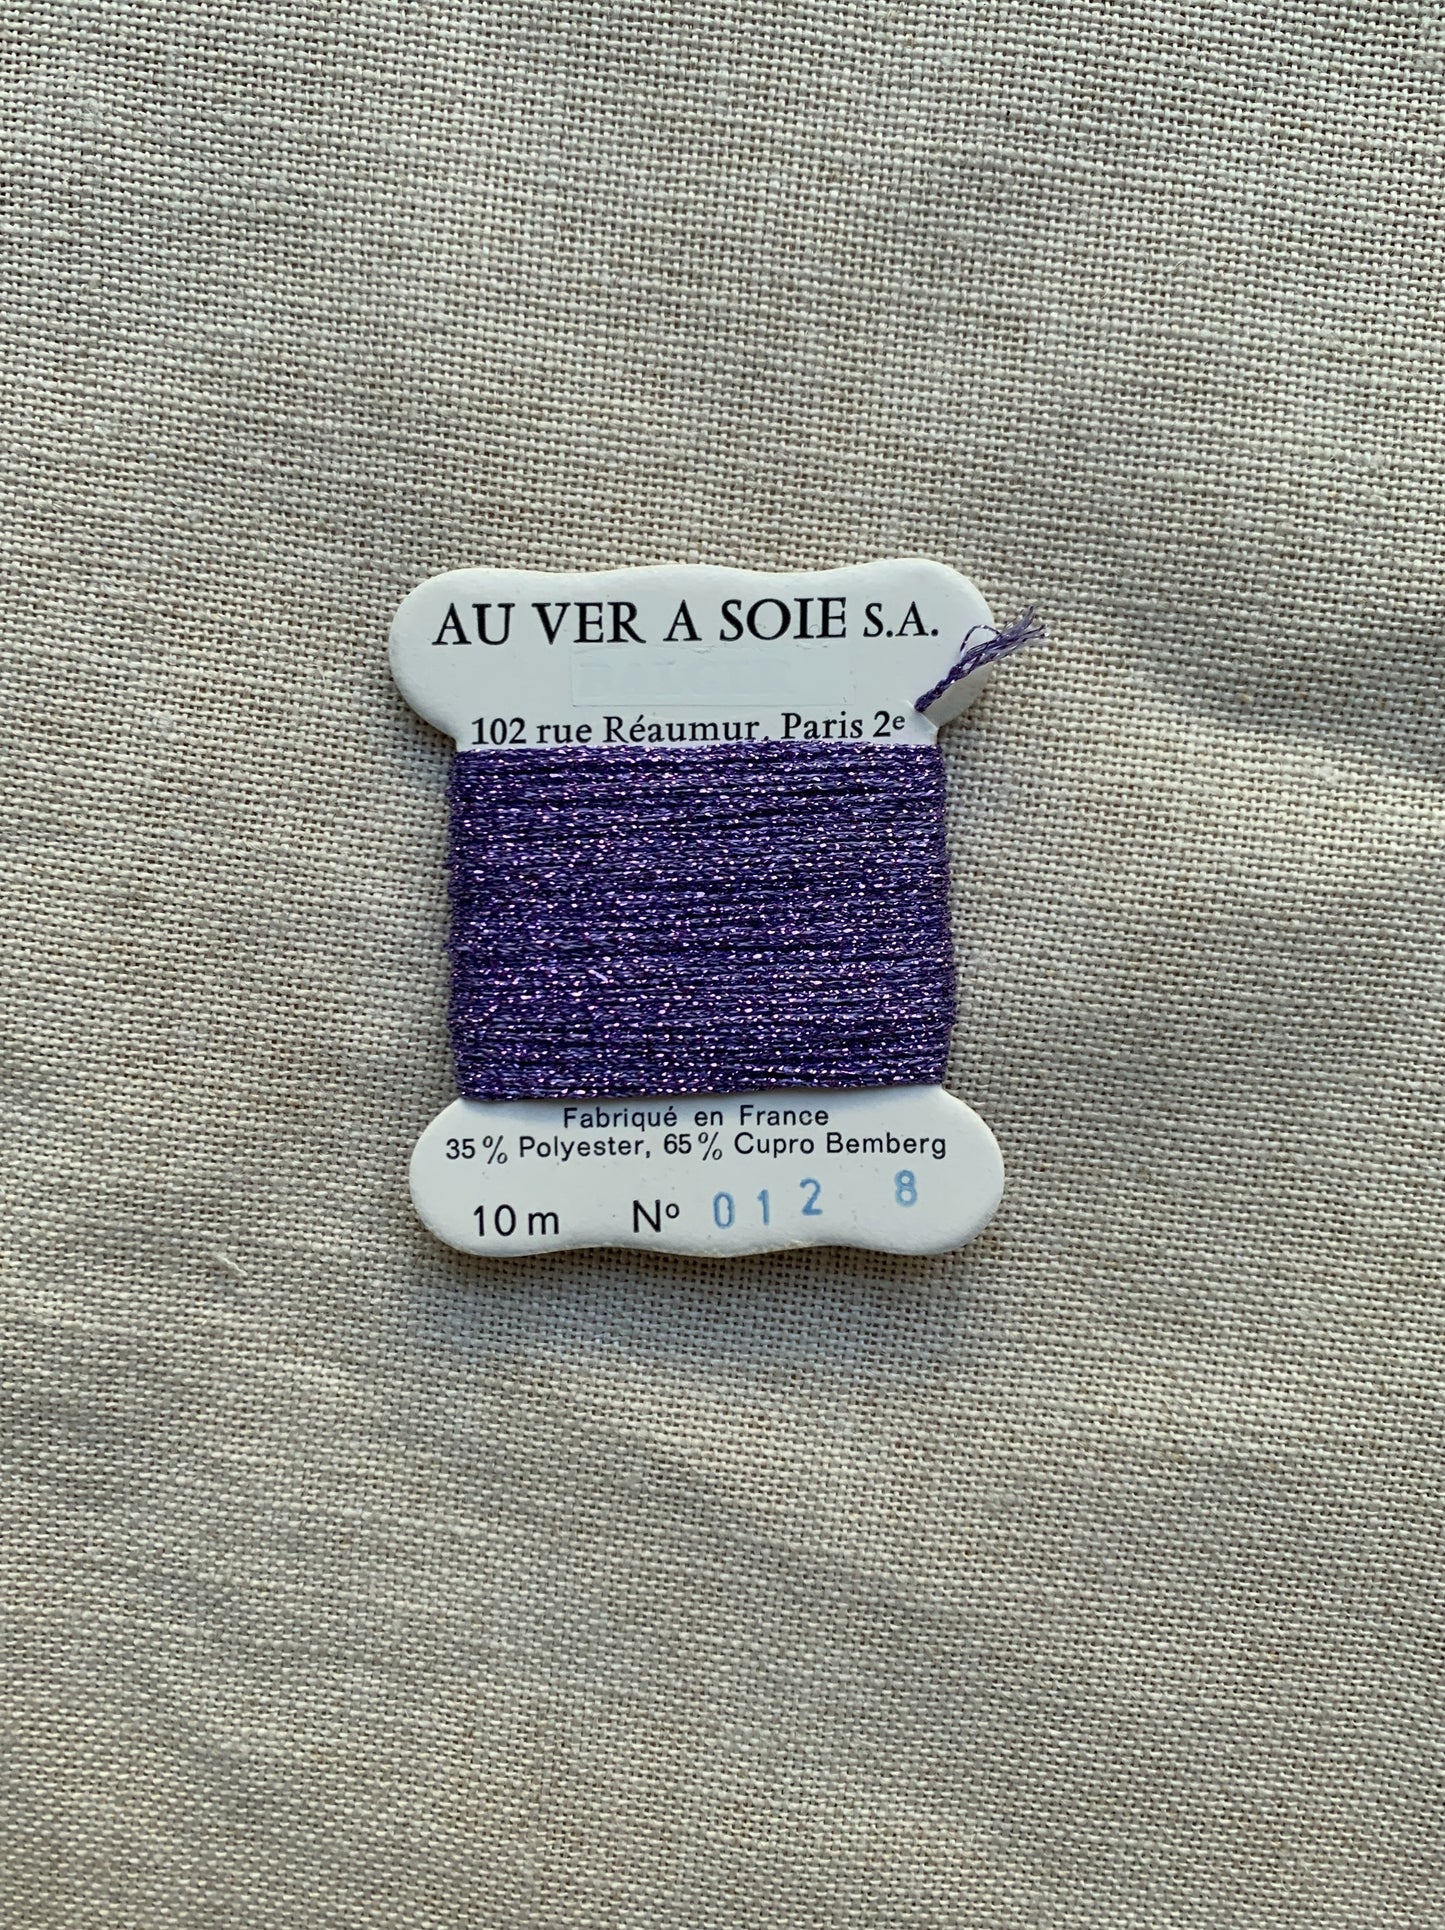 AU VER A SOIE S.A.
102 rue Réaumur, Paris 2e
Fabriqué en France
35% Polyester, 65% Cupro Bemberg
10 m Nº 012 8